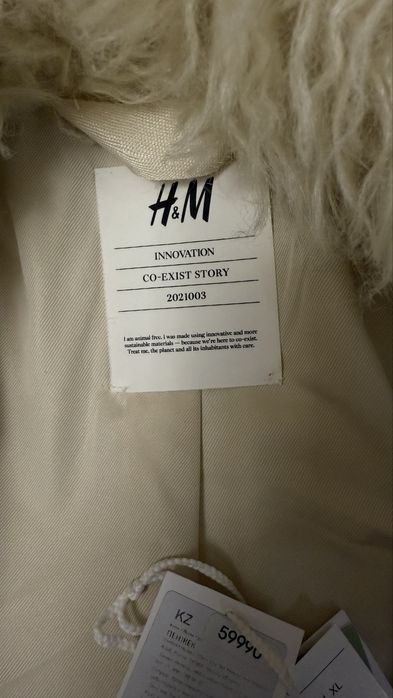 H&M
INNOVATION
CO-EXIST STORY
2021003
I am animal free. i was made using innovative and more
sustainable materials — because we're here to co-exist.
Treat me, the planet and all its inhabitants with care.
KZ
59990
XL